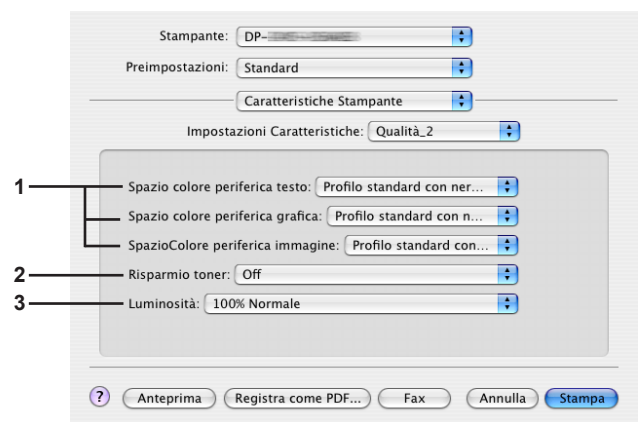 Stampante: DP-
Preimpostazioni: Standard
Caratteristiche Stampante
Impostazioni Caratteristiche: Qualità_2
1 Spazio colore periferica testo: Profilo standard con ner...
Spazio colore periferica grafica: Profilo standard con n...
SpazioColore periferica immagine: Profilo standard con...
2 Risparmio toner: Off
3 Luminosità: 100% Normale
? Anteprima Registra come PDF... Fax Annulla Stampa